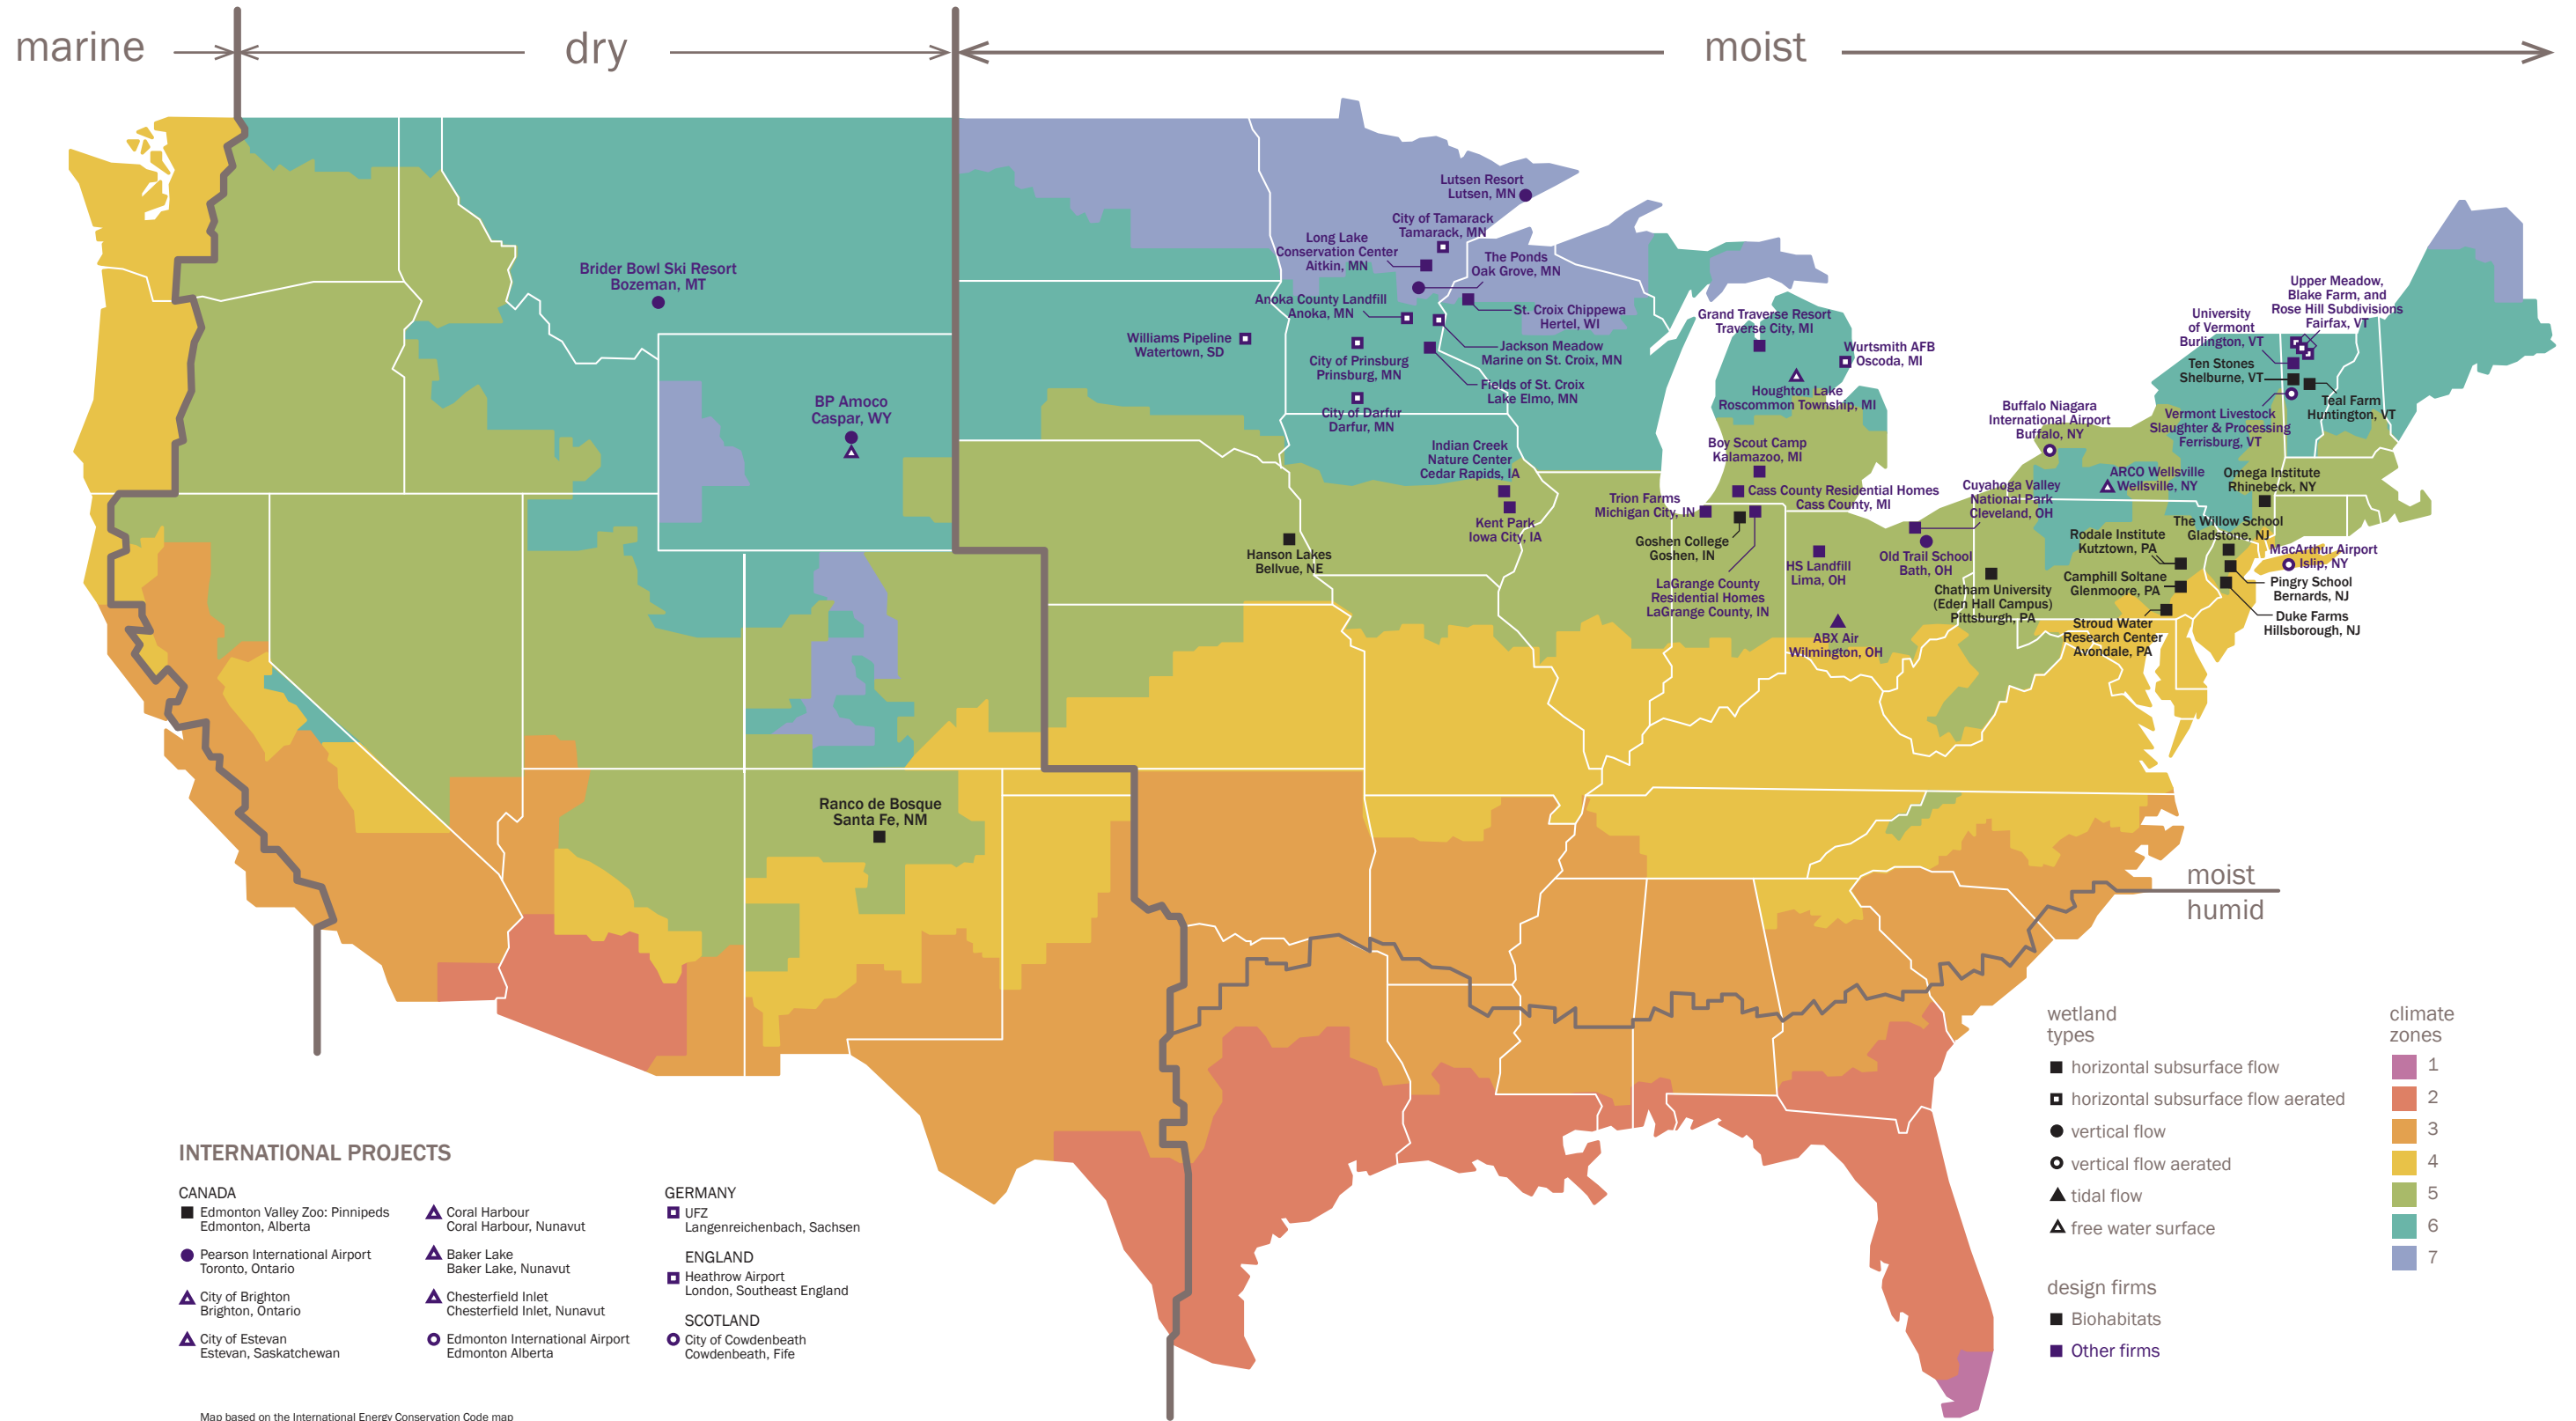 marine
dry
moist
Lutsen Resort
Lutsen, MN
City of Tamarack
Tamarack, MN
Long Lake
Conservation Center
Aitkin, MN
The Ponds
Oak Grove, MN
Brider Bowl Ski Resort
Bozeman, MT
Anoka County Landfill
Anoka, MN
St. Croix Chippewa
Hertel, WI
Williams Pipeline
Watertown, SD
City of Prinsburg
Prinsburg, MN
Jackson Meadow
Marine on St. Croix, MN
Fields of St. Croix
Lake Elmo, MN
City of Darfur
Darfur, MN
BP Amoco
Caspar, WY
Grand Traverse Resort
Traverse City, MI
Wurtsmith AFB
Oscoda, MI
Houghton Lake
Roscommon Township, MI
Upper Meadow,
Blake Farm, and
Rose Hill Subdivisions
Fairfax, VT
University
of Vermont
Burlington, VT
Ten Stones
Shelburne, VT
Teal Farm
Huntington, VT
Vermont Livestock
Slaughter & Processing
Ferrisburg, VT
Buffalo Niagara
International Airport
Buffalo, NY
Indian Creek
Nature Center
Cedar Rapids, IA
Kent Park
Iowa City, IA
Boy Scout Camp
Kalamazoo, MI
Cass County Residential Homes
Cass County, MI
Trion Farms
Michigan City, IN
Goshen College
Goshen, IN
LaGrange County
Residential Homes
LaGrange County, IN
Cuyahoga Valley
National Park
Cleveland, OH
ARCO Wellsville
Wellsville, NY
Omega Institute
Rhinebeck, NY
The Willow School
Gladstone, NJ
Rodale Institute
Kutztown, PA
MacArthur Airport
Islip, NY
Hanson Lakes
Bellvue, NE
HS Landfill
Lima, OH
Old Trail School
Bath, OH
Chatham University
(Eden Hall Campus)
Pittsburgh, PA
Camphill Soltane
Glenmoore, PA
Pingry School
Bernards, NJ
Duke Farms
Hillsborough, NJ
Stroud Water
Research Center
Avondale, PA
ABX Air
Wilmington, OH
Ranco de Bosque
Santa Fe, NM
moist
humid
wetland
types
horizontal subsurface flow
horizontal subsurface flow aerated
vertical flow
vertical flow aerated
tidal flow
free water surface
design firms
Biohabitats
Other firms
climate
zones
1
2
3
4
5
6
7
INTERNATIONAL PROJECTS
CANADA
Edmonton Valley Zoo: Pinnipeds
Edmonton, Alberta
Pearson International Airport
Toronto, Ontario
City of Brighton
Brighton, Ontario
City of Estevan
Estevan, Saskatchewan
Coral Harbour
Coral Harbour, Nunavut
Baker Lake
Baker Lake, Nunavut
Chesterfield Inlet
Chesterfield Inlet, Nunavut
Edmonton International Airport
Edmonton Alberta
GERMANY
UFZ
Langenreichenbach, Sachsen
ENGLAND
Heathrow Airport
London, Southeast England
SCOTLAND
City of Cowdenbeath
Cowdenbeath, Fife
Map based on the International Energy Conservation Code map